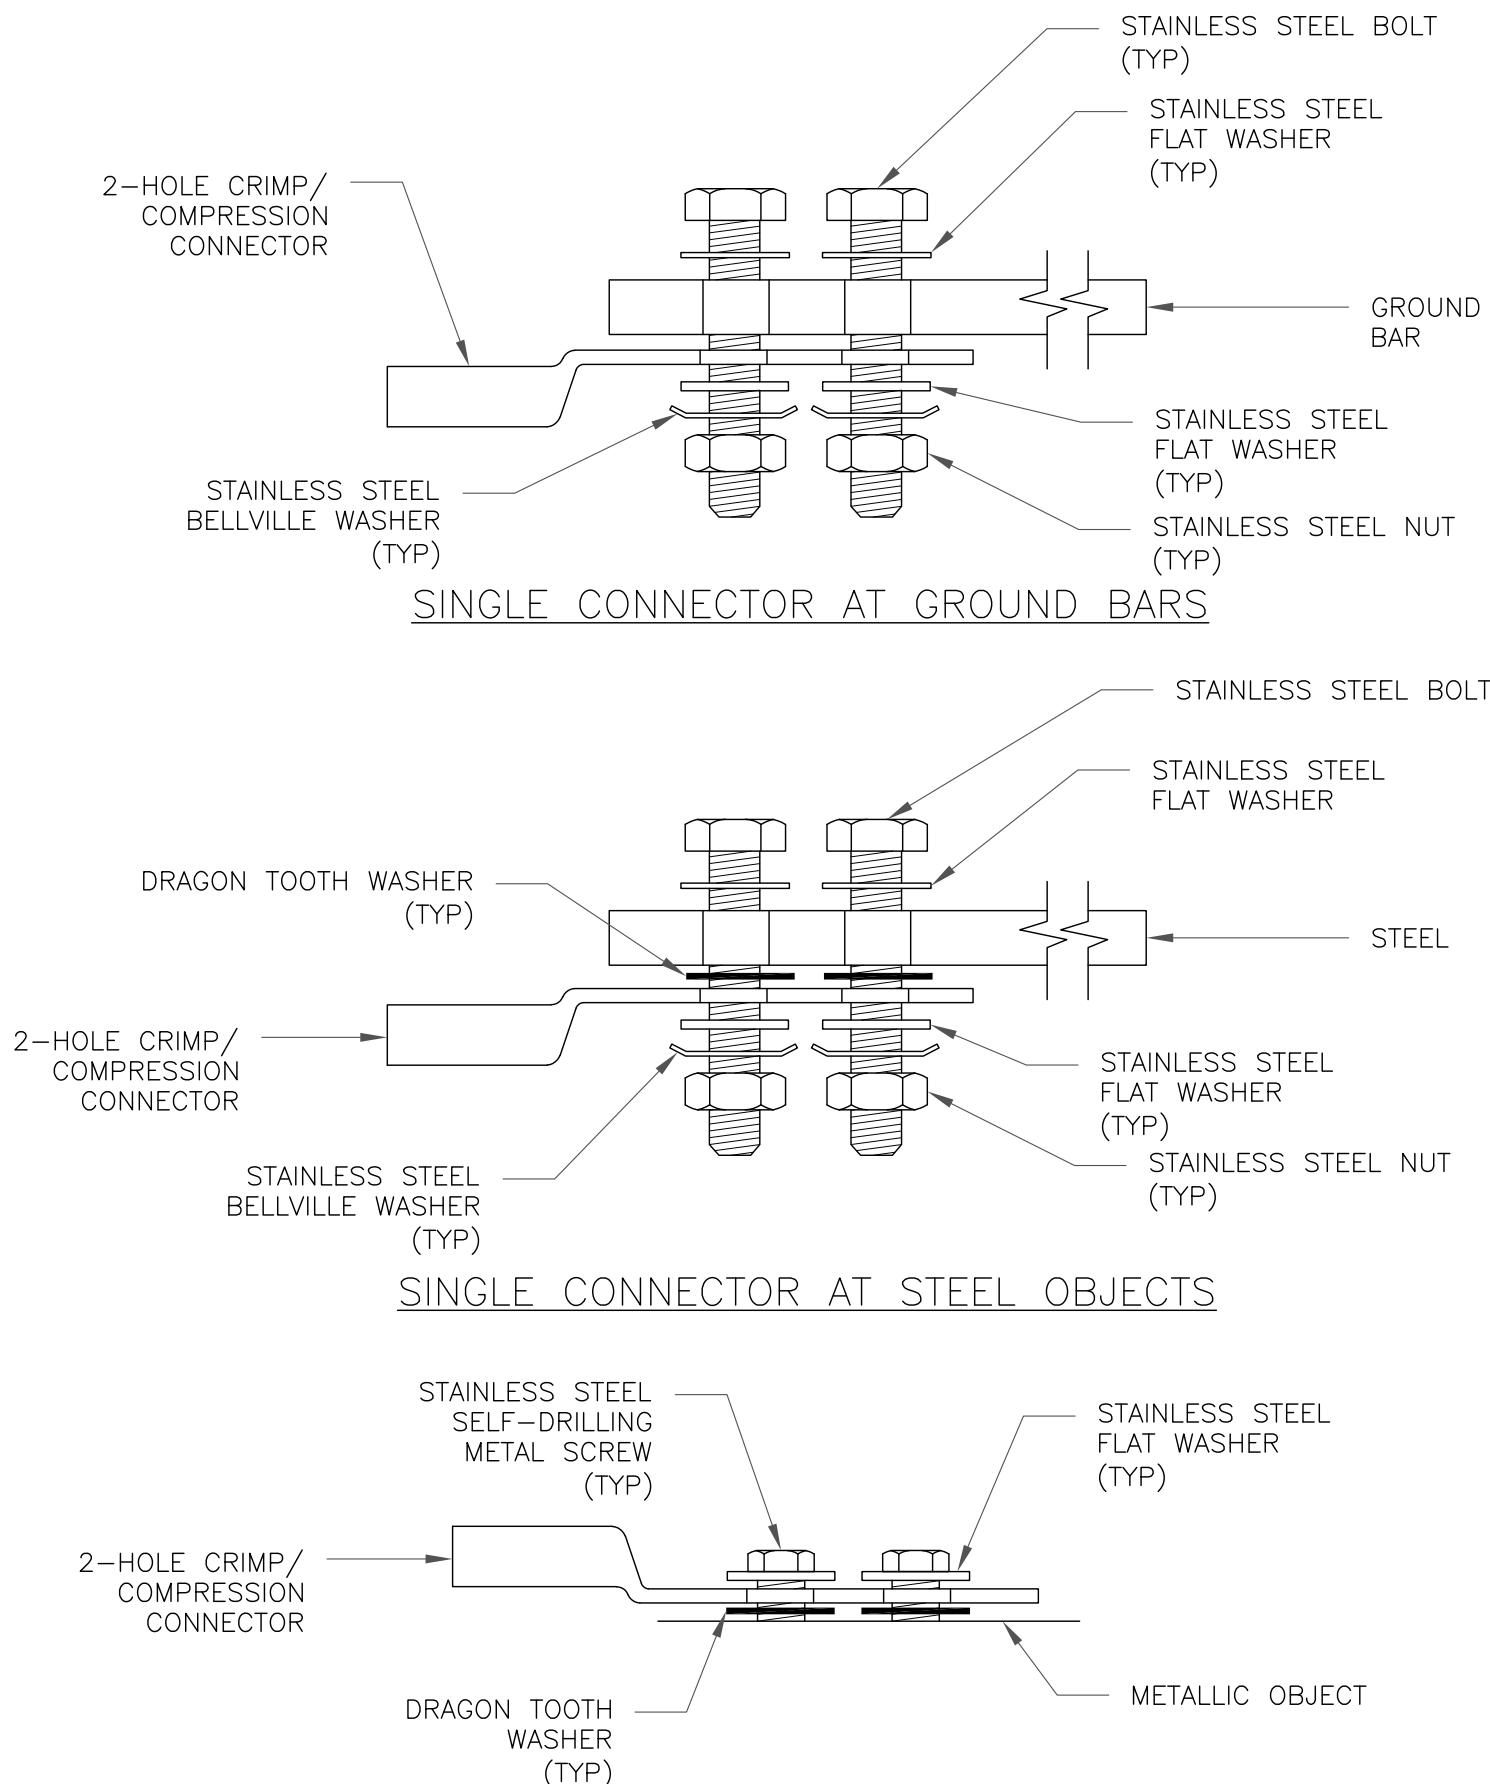 STAINLESS STEEL BOLT
(TYP)
STAINLESS STEEL
FLAT WASHER
(TYP)
2-HOLE CRIMP/
COMPRESSION
CONNECTOR
GROUND
BAR
STAINLESS STEEL
FLAT WASHER
(TYP)
STAINLESS STEEL
BELLVILLE WASHER
(TYP)
STAINLESS STEEL NUT
(TYP)
SINGLE CONNECTOR AT GROUND BARS
STAINLESS STEEL BOLT
STAINLESS STEEL
FLAT WASHER
DRAGON TOOTH WASHER
(TYP)
STEEL
2-HOLE CRIMP/
COMPRESSION
CONNECTOR
STAINLESS STEEL
FLAT WASHER
(TYP)
STAINLESS STEEL NUT
(TYP)
STAINLESS STEEL
BELLVILLE WASHER
(TYP)
SINGLE CONNECTOR AT STEEL OBJECTS
STAINLESS STEEL
SELF-DRILLING
METAL SCREW
(TYP)
STAINLESS STEEL
FLAT WASHER
(TYP)
2-HOLE CRIMP/
COMPRESSION
CONNECTOR
METALLIC OBJECT
DRAGON TOOTH
WASHER
(TYP)